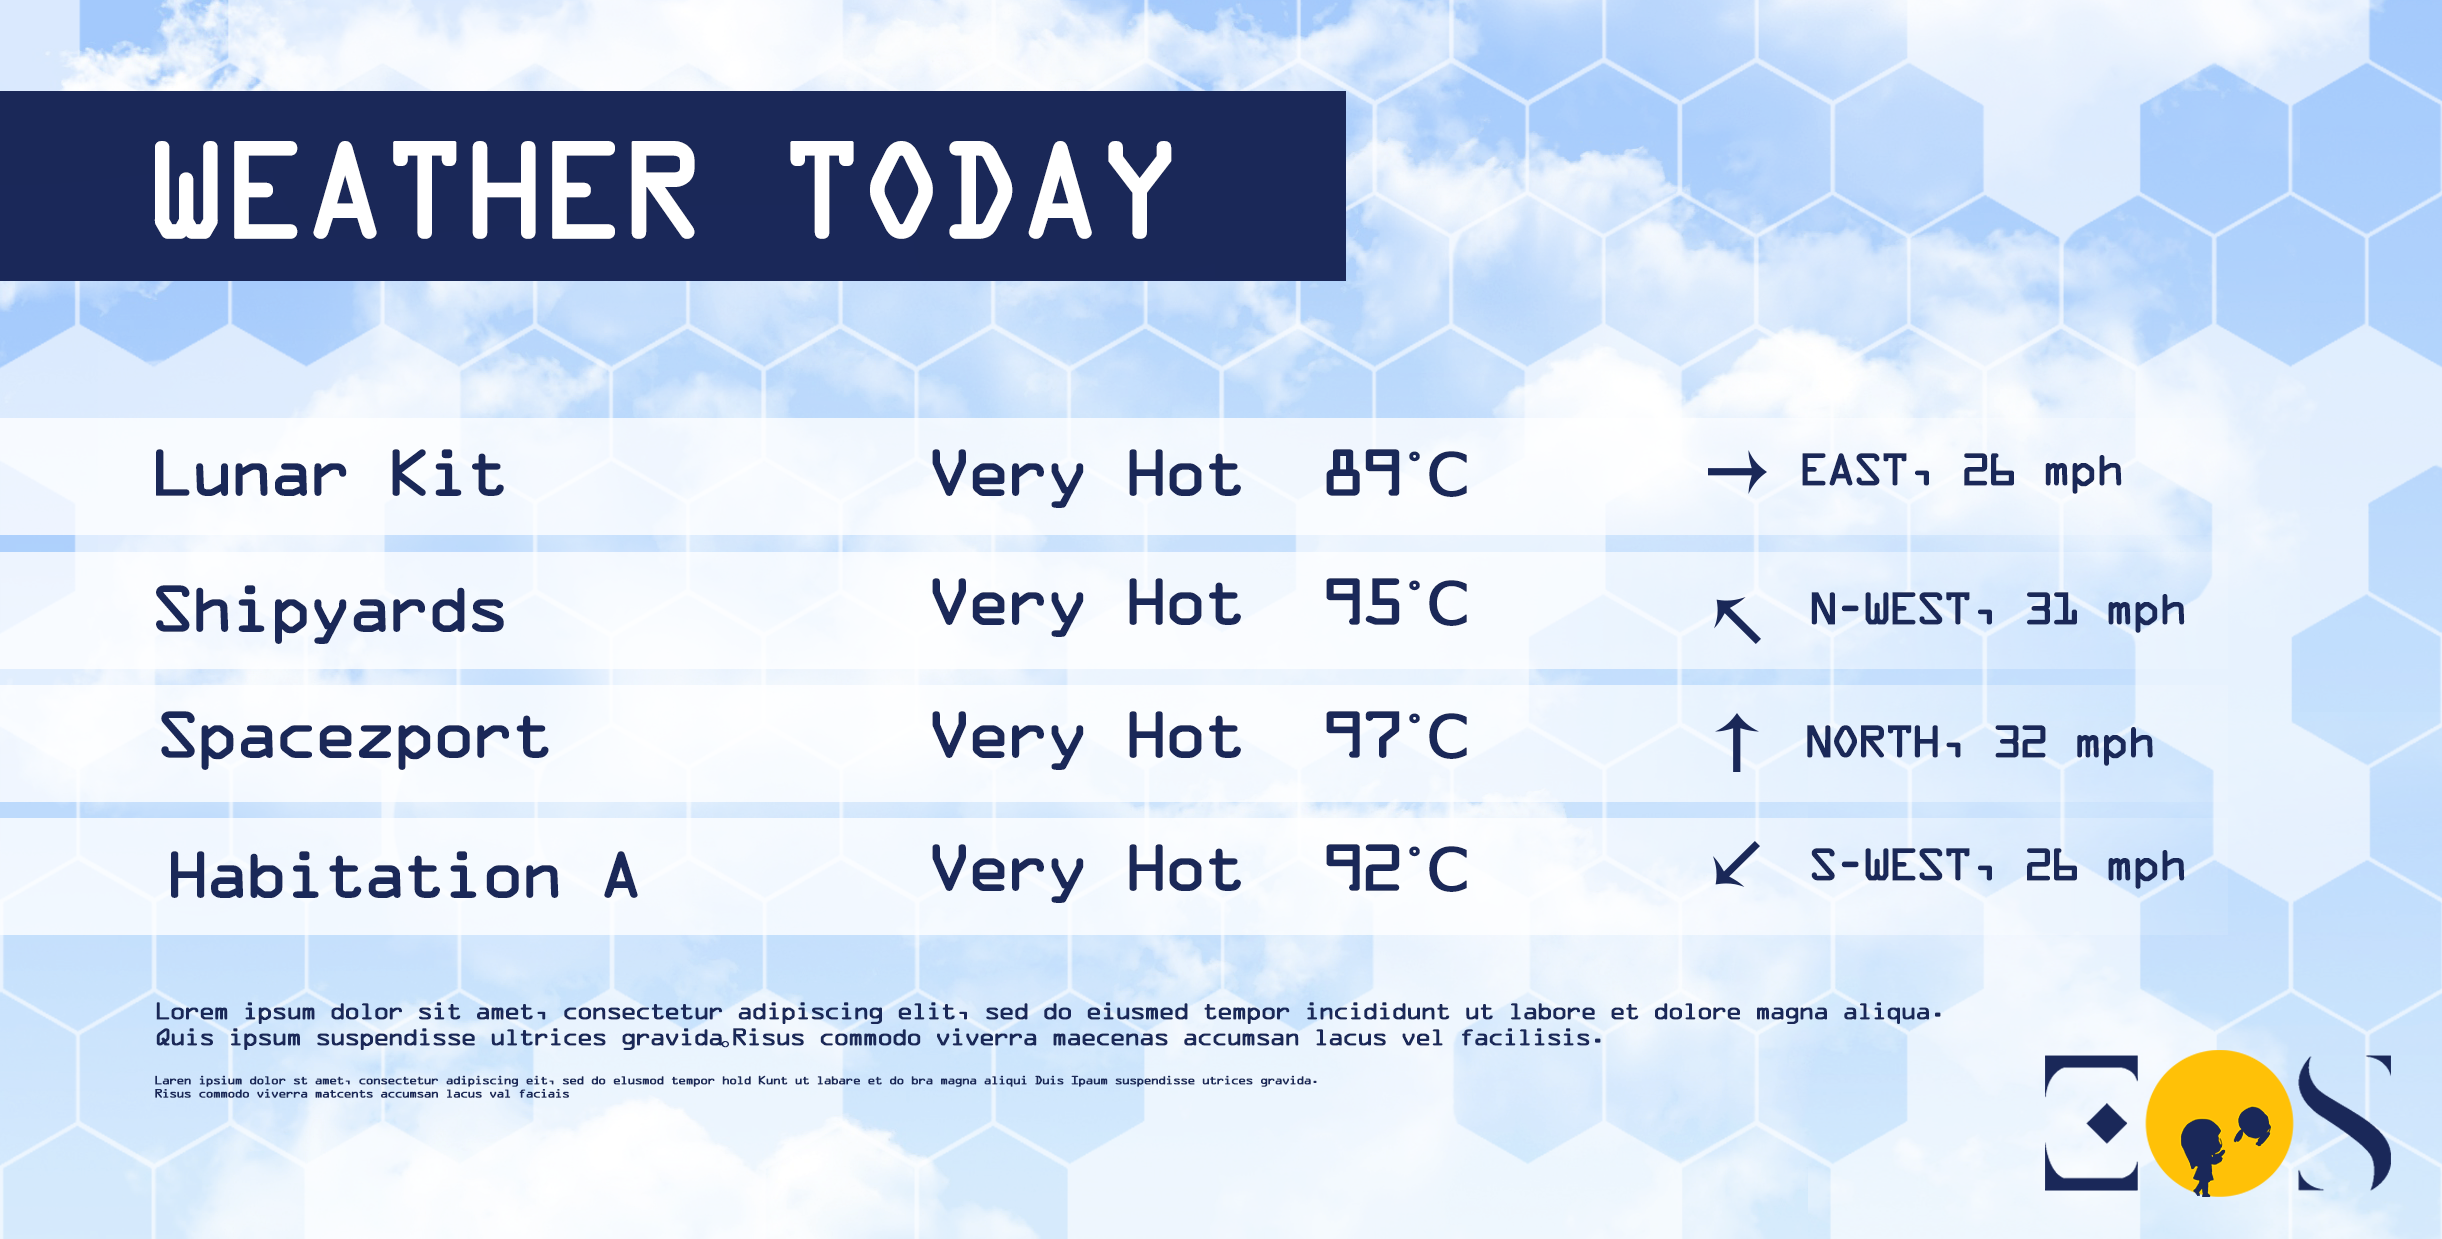 WEATHER TODAY
Lunar Kit Very Hot 89°C → EAST, 26 mph
Shipyards Very Hot 95°C ↖ N-WEST, 31 mph
Spacezport Very Hot 97°C ↑ NORTH, 32 mph
Habitation A Very Hot 92°C ↙ S-WEST, 26 mph
Lorem ipsum dolor sit amet, consectetur adipiscing elit, sed do eiusmed tempor incididunt ut labore et dolore magna aliqua.
Quis ipsum suspendisse ultrices gravida。Risus commodo viverra maecenas accumsan lacus vel facilisis.
Laren ipsium dolor st amet, consectetur adipiscing eit, sed do elusmod tempor hold Kunt ut labare et do bra magna aliqui Duis Ipaum suspendisse utrices gravida.
Risus commodo viverra matcents accumsan lacus val faciais
EOS